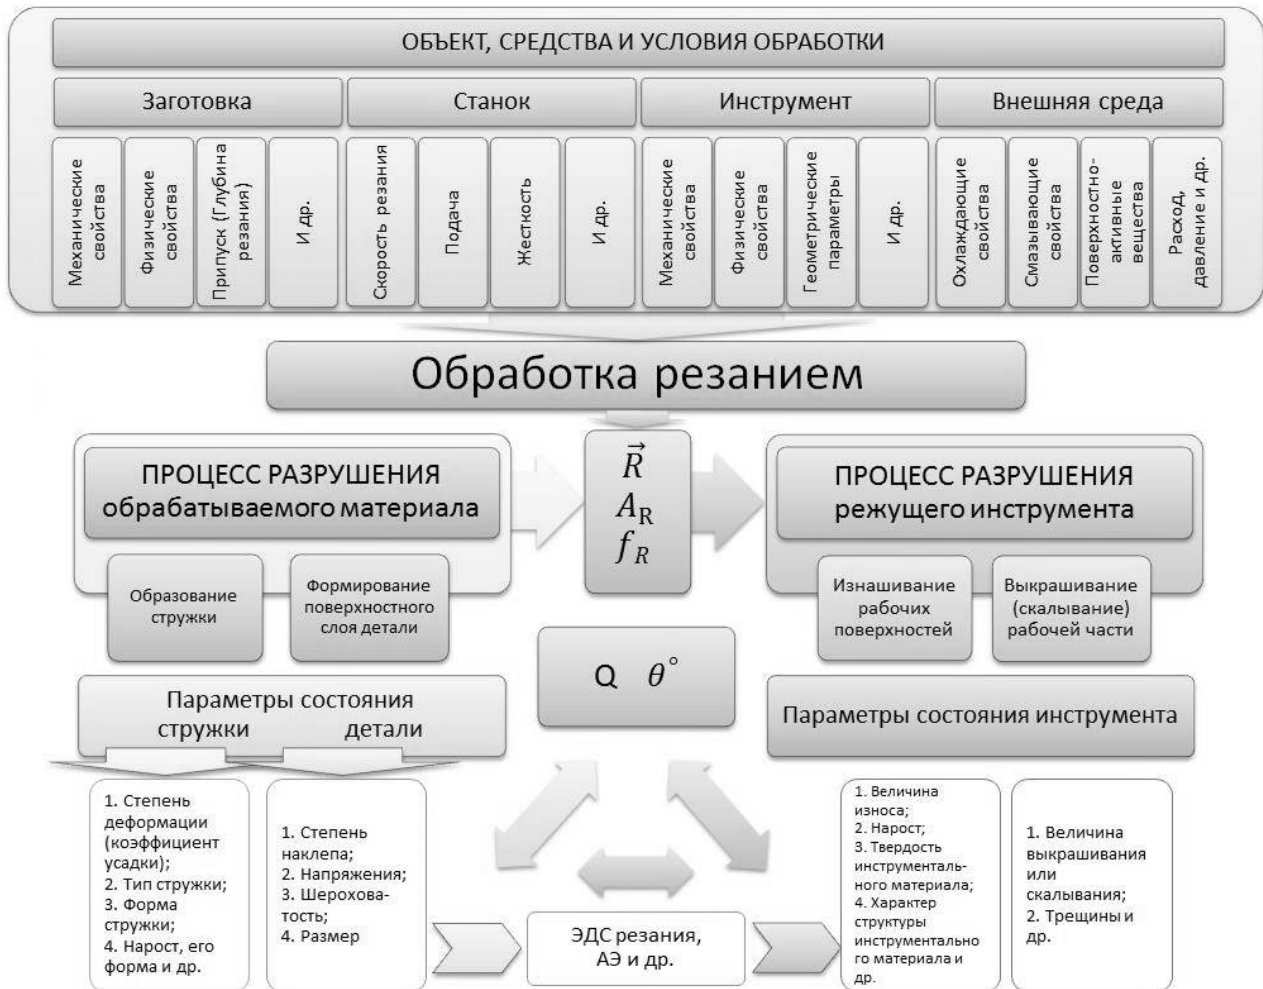 ОБЪЕКТ, СРЕДСТВА И УСЛОВИЯ ОБРАБОТКИ
Заготовка
Станок
Инструмент
Внешняя среда
Механические
свойства
Физические
свойства
Припуск (Глубина
резания)
И др.
Скорость резания
Подача
Жесткость
И др.
Механические
свойства
Физические
свойства
Геометрические
параметры
И др.
Охлаждающие
свойства
Смазывающие
свойства
Поверхностно-
активные
вещества
Расход,
давление и др.
Обработка резанием
ПРОЦЕСС РАЗРУШЕНИЯ
обрабатываемого материала
Образование
стружки
Формирование
поверхностного
слоя детали
R⃗
A_R
f_R
ПРОЦЕСС РАЗРУШЕНИЯ
режущего инструмента
Изнашивание
рабочих
поверхностей
Выкрашивание
(скалывание)
рабочей части
Q θ°
Параметры состояния
стружки детали
Параметры состояния инструмента
1. Степень
деформации
(коэффициент
усадки);
2. Тип стружки;
3. Форма
стружки;
4. Нарост, его
форма и др.
1. Степень
наклепа;
2. Напряжения;
3. Шерохова-
тость;
4. Размер
ЭДС резания,
АЭ и др.
1. Величина
износа;
2. Нарост;
3. Твердость
инструменталь-
ного материала;
4. Характер
структуры
инструментально
го материала и
др.
1. Величина
выкрашивания
или
скалывания;
2. Трещины и
др.